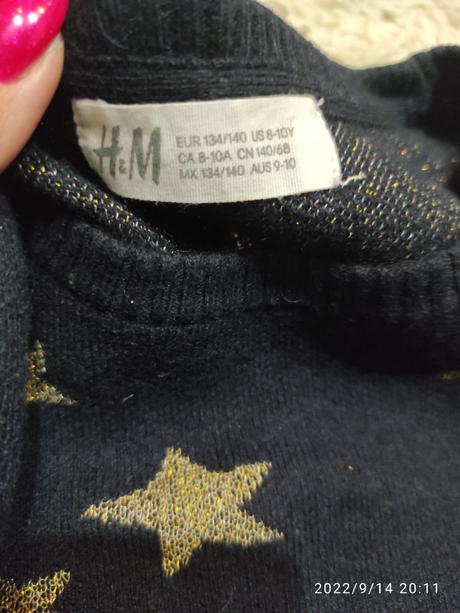 H&M
EUR 134/140 US 8-10Y
CA 8-10A CN 140/68
MX 134/140 AUS 9-10
2022/9/14 20:11